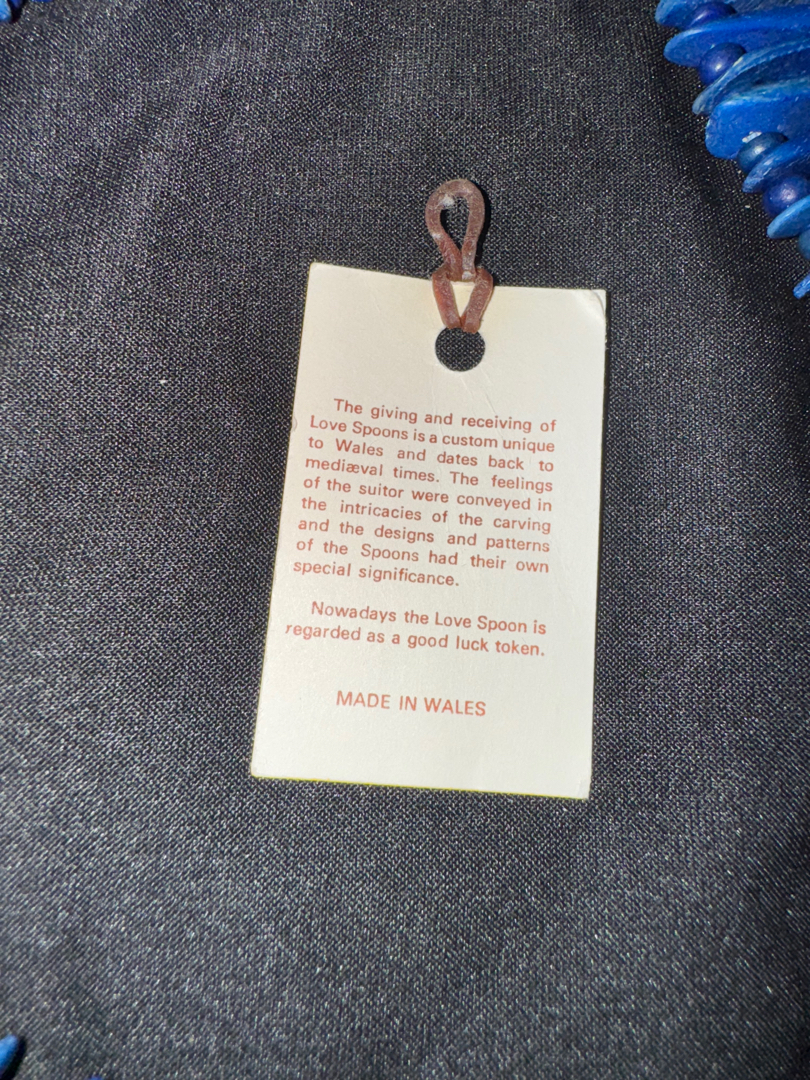 The giving and receiving of
Love Spoons is a custom unique
to Wales and dates back to
mediæval times. The feelings
of the suitor were conveyed in
the intricacies of the carving
and the designs and patterns
of the Spoons had their own
special significance.
Nowadays the Love Spoon is
regarded as a good luck token.
MADE IN WALES